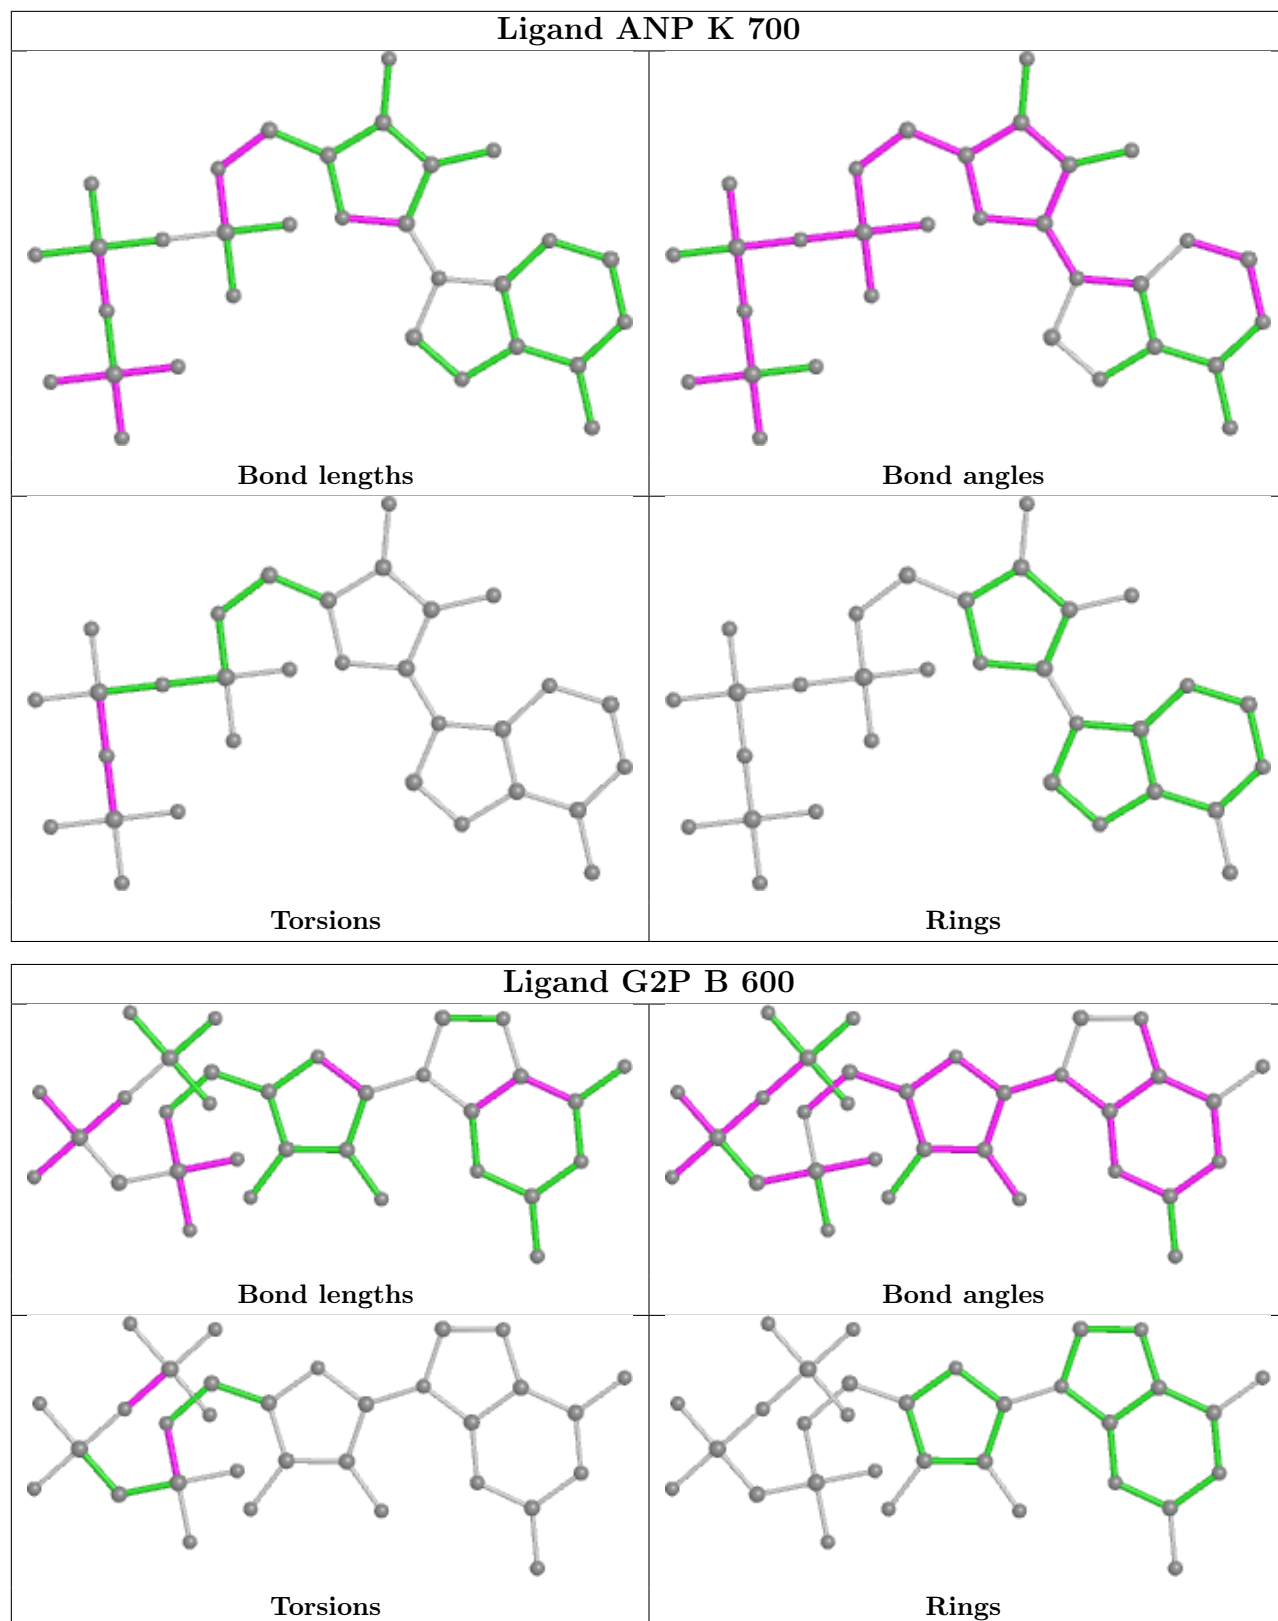 Ligand ANP K 700
Bond lengths
Bond angles
Torsions
Rings
Ligand G2P B 600
Bond lengths
Bond angles
Torsions
Rings